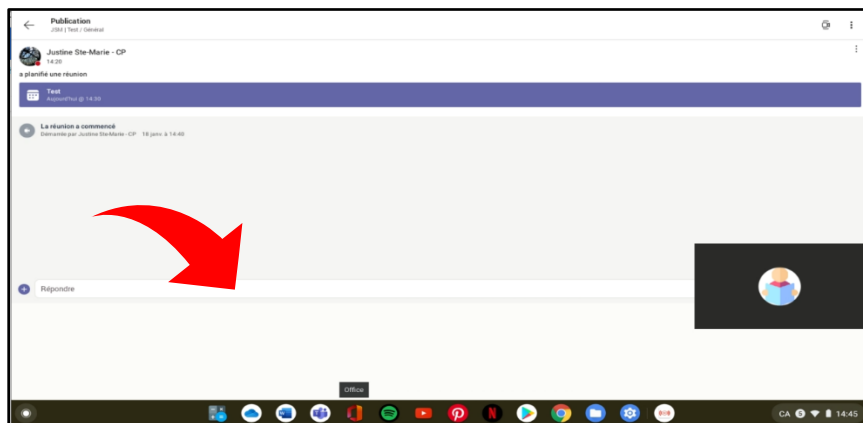 Publication
JSM | Test / Général
Justine Ste-Marie - CP
14:20
a planifié une réunion
Test
Aujourd'hui @ 14:30
La réunion a commencé
Démarrée par Justine Ste-Marie - CP 18 janv. à 14:45
Répondre
Office
CA 6 14:45